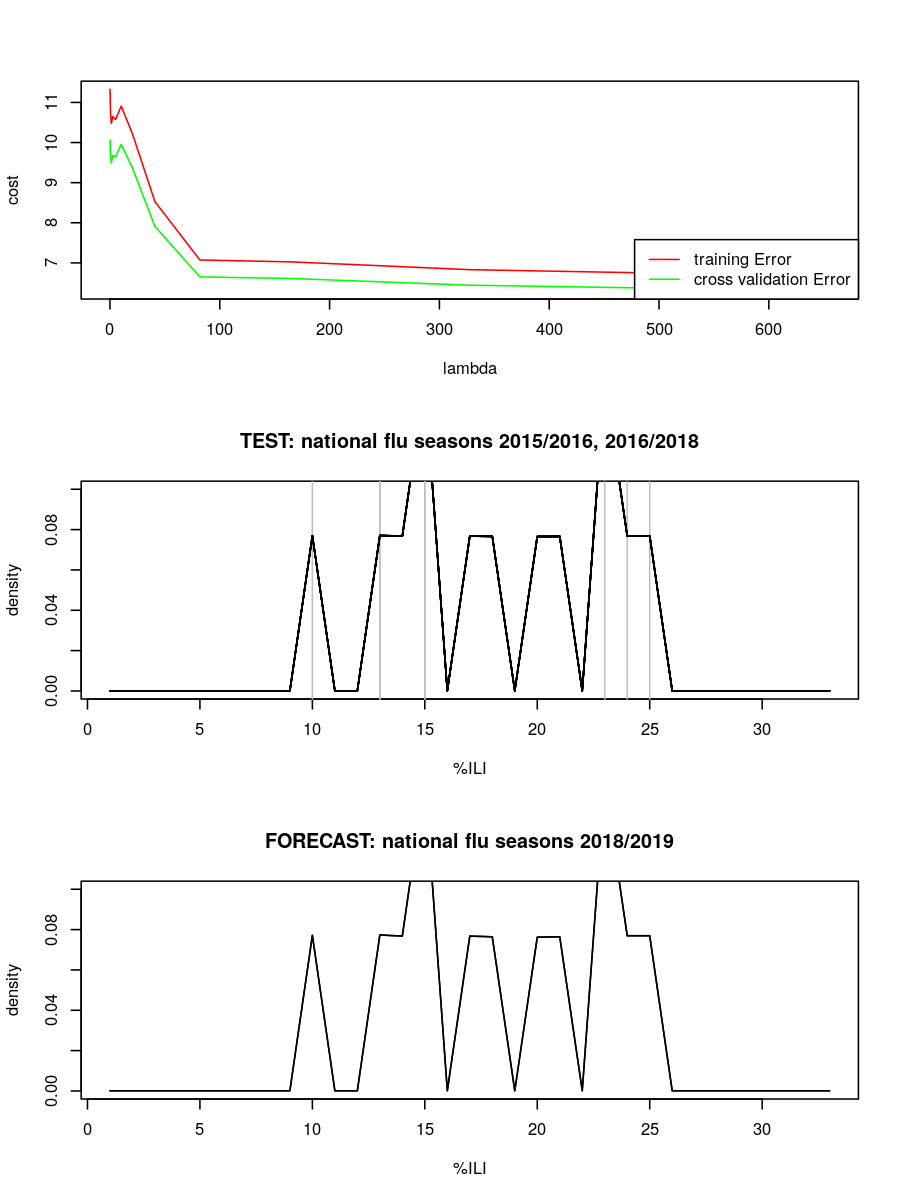 11
10
9
8
7
cost
training Error
cross validation Error
0 100 200 300 400 500 600
lambda
TEST: national flu seasons 2015/2016, 2016/2018
0.08
0.04
0.00
density
0 5 10 15 20 25 30
%ILI
FORECAST: national flu seasons 2018/2019
0.08
0.04
0.00
density
0 5 10 15 20 25 30
%ILI